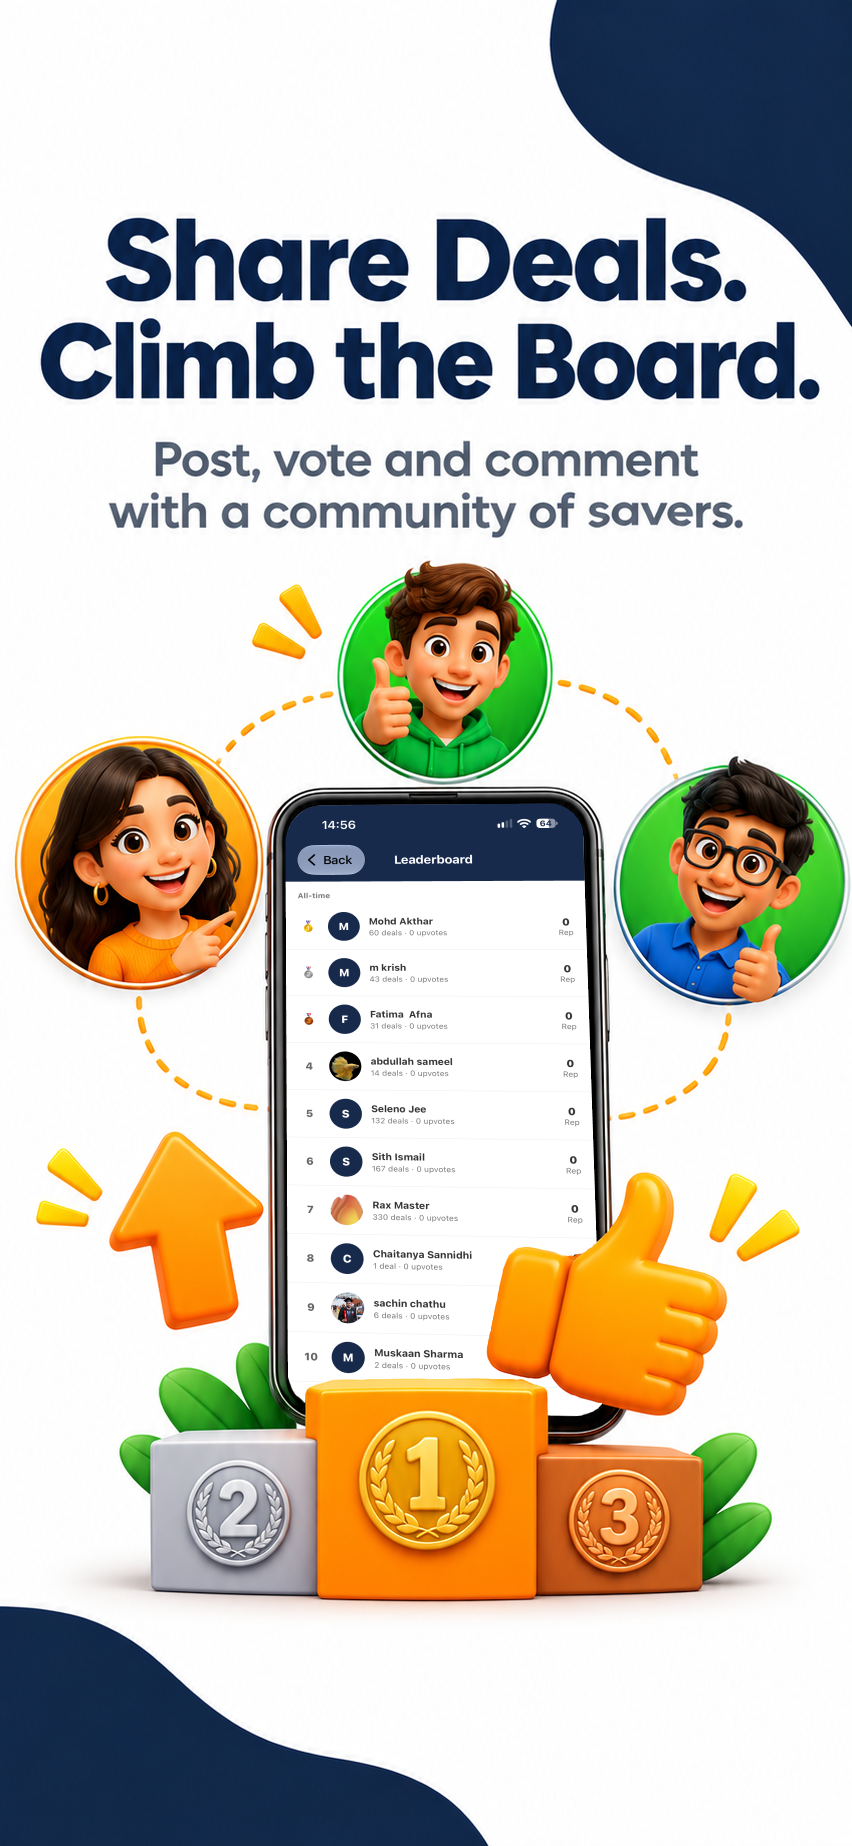 Share Deals.
Climb the Board.
Post, vote and comment
with a community of savers.
14:56
64
Back
Leaderboard
All-time
M
Mohd Akthar
60 deals · 0 upvotes
0
Rep
M
m krish
43 deals · 0 upvotes
0
Rep
F
Fatima Afna
31 deals · 0 upvotes
0
Rep
4
abdullah sameel
14 deals · 0 upvotes
0
Rep
5
S
Seleno Jee
132 deals · 0 upvotes
0
Rep
6
S
Sith Ismail
167 deals · 0 upvotes
0
Rep
7
Rax Master
330 deals · 0 upvotes
0
Rep
8
C
Chaitanya Sannidhi
1 deal · 0 upvotes
9
sachin chathu
6 deals · 0 upvotes
10
M
Muskaan Sharma
2 deals · 0 upvotes
1
2
3